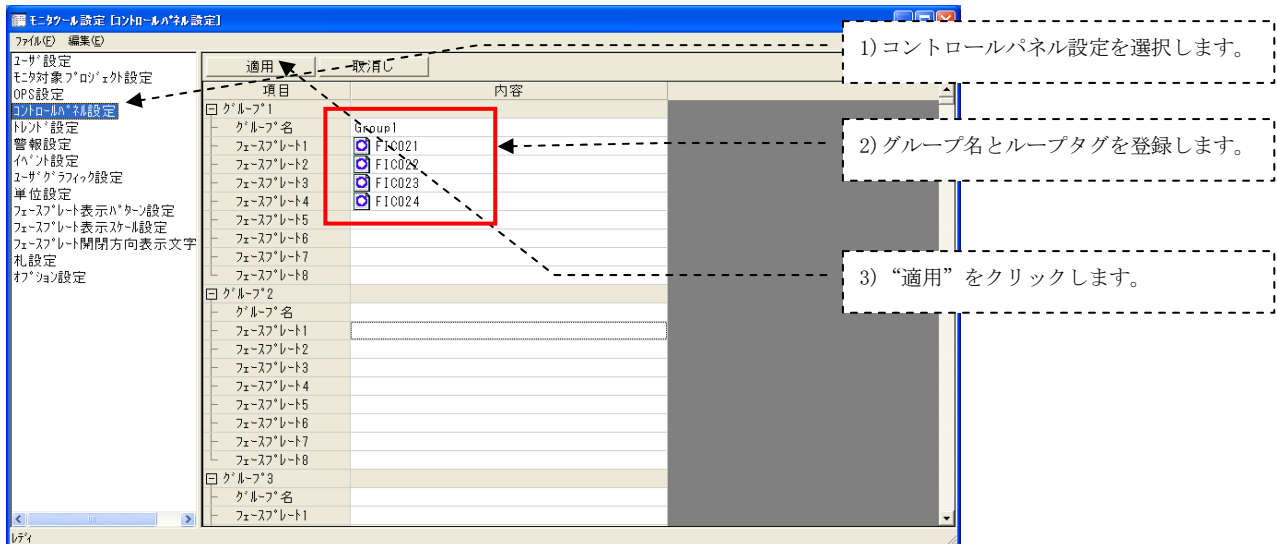 モニタツール設定 [コントロールパネル設定]
ファイル(F) 編集(E)
ユーザ設定
モニタ対象プロジェクト設定
OPS設定
コントロールパネル設定
トレンド設定
警報設定
イベント設定
ユーザグラフィック設定
単位設定
フェースプレート表示パターン設定
フェースプレート表示スケール設定
フェースプレート開閉方向表示文字
札設定
オプション設定
適用 取消し
項目 内容
グループ1
グループ名 Group1
フェースプレート1 FIC021
フェースプレート2 FIC022
フェースプレート3 FIC023
フェースプレート4 FIC024
フェースプレート5
フェースプレート6
フェースプレート7
フェースプレート8
グループ2
グループ名
フェースプレート1
フェースプレート2
フェースプレート3
フェースプレート4
フェースプレート5
フェースプレート6
フェースプレート7
フェースプレート8
グループ3
グループ名
フェースプレート1
レディ
1)コントロールパネル設定を選択します。
2)グループ名とループタグを登録します。
3)“適用”をクリックします。